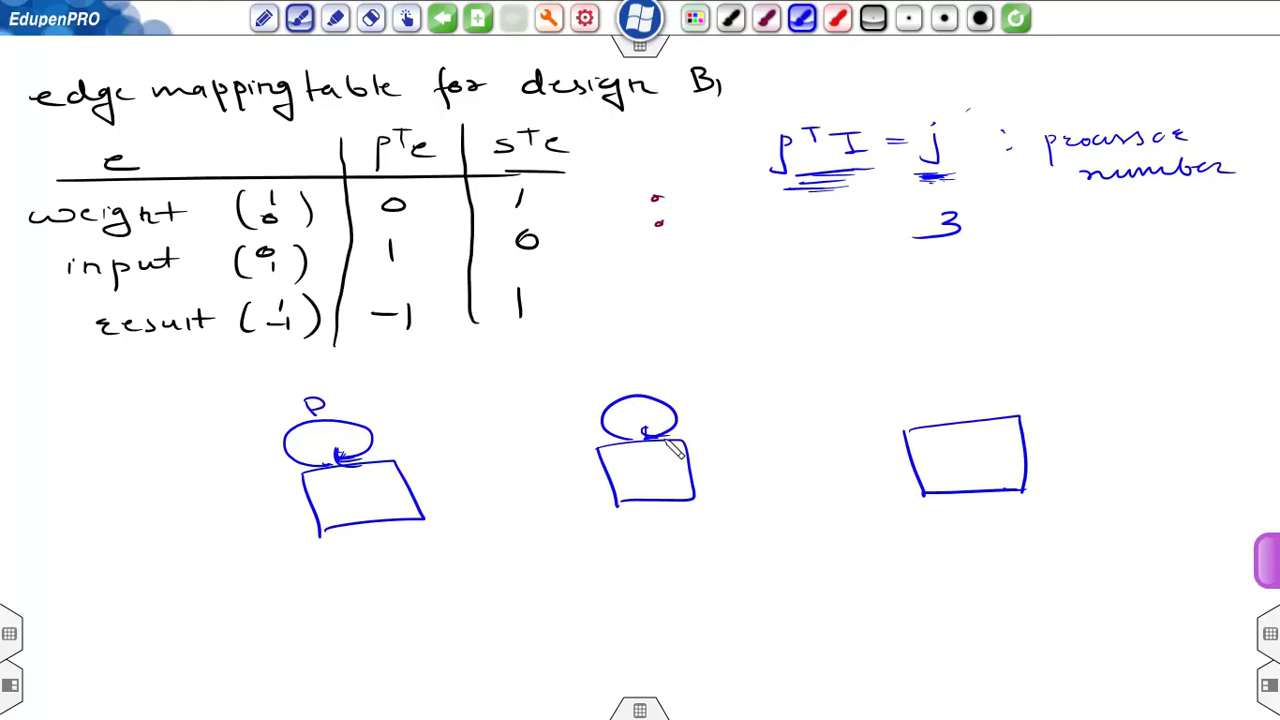 EdupenPRO
edge mapping table for design B1
e pTe sTe
weight (1 0) 0 1
input (0 1) 1 0
result (1 -1) -1 1
pT I = j : processor number
3
D